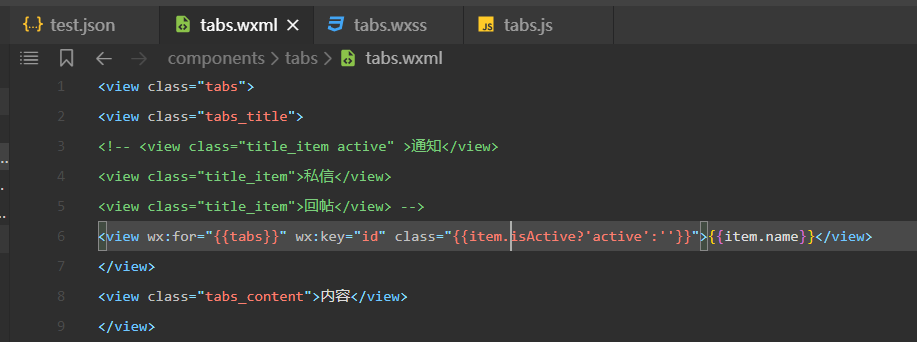 test.json tabs.wxml tabs.wxss tabs.js
components > tabs > tabs.wxml
1 <view class="tabs">
2 <view class="tabs_title">
3 <!-- <view class="title_item active" >通知</view>
4 <view class="title_item">私信</view>
5 <view class="title_item">回帖</view> -->
6 <view wx:for="{{tabs}}" wx:key="id" class="{{item.isActive?'active':''}}">{{item.name}}</view>
7 </view>
8 <view class="tabs_content">内容</view>
9 </view>